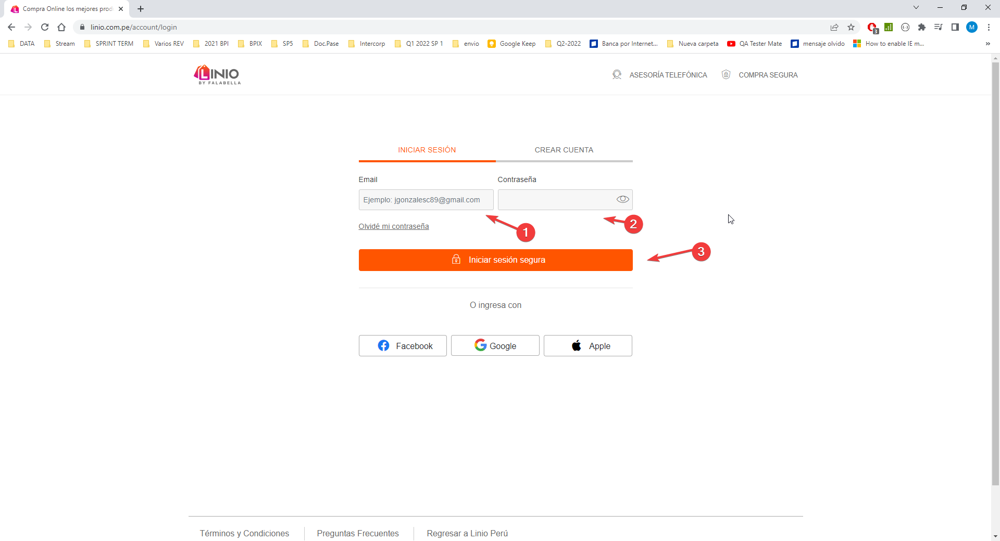 Compra Online los mejores prod
linio.com.pe/account/login
3
M
DATA Stream SPRINT TERM Varios REV 2021 BPI BPIX SP5 Doc.Pase Intercorp Q1 2022 SP 1 envio Google Keep Q2-2022 Banca por Internet... Nueva carpeta QA Tester Mate mensaje olvido How to enable IE m... »
LINIO
BY FALABELLA
ASESORÍA TELEFÓNICA COMPRA SEGURA
INICIAR SESIÓN CREAR CUENTA
Email Contraseña
Ejemplo: jgonzalesc89@gmail.com
Olvidé mi contraseña
1
2
Iniciar sesión segura
3
O ingresa con
Facebook Google Apple
Términos y Condiciones Preguntas Frecuentes Regresar a Linio Perú